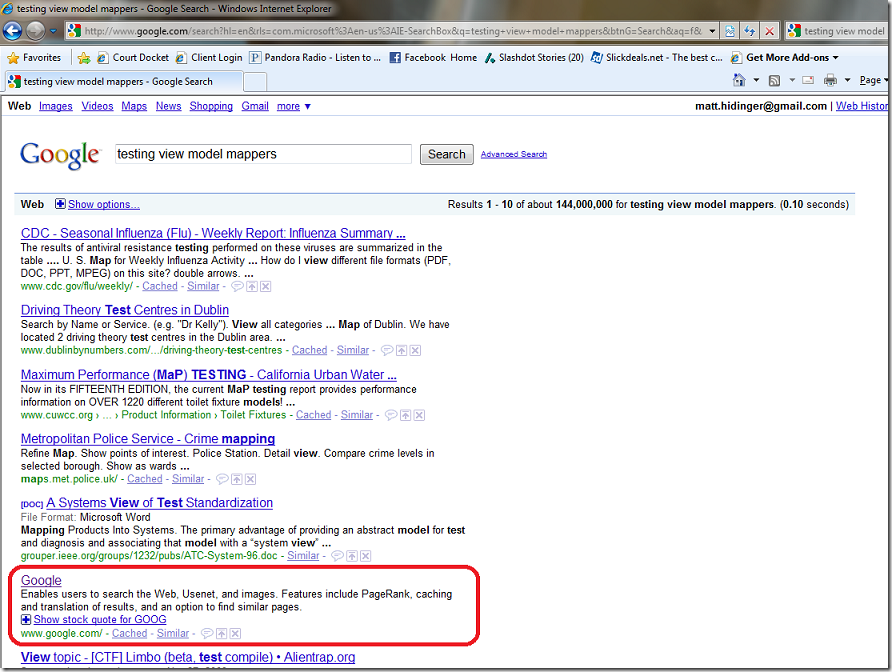 testing view model mappers - Google Search - Windows Internet Explorer
http://www.google.com/search?hl=en&rls=com.microsoft%3Aen-us%3AIE-SearchBox&q=testing+view+model+mappers&btnG=Search&aq=f&
testing view model
Favorites Court Docket Client Login Pandora Radio - Listen to ... Facebook Home Slashdot Stories (20) Slickdeals.net - The best c... Get More Add-ons
testing view model mappers - Google Search
Page
Web Images Videos Maps News Shopping Gmail more ▼ matt.hidinger@gmail.com | Web Histor
Google testing view model mappers Search Advanced Search
Web Show options... Results 1 - 10 of about 144,000,000 for testing view model mappers. (0.10 seconds)
CDC - Seasonal Influenza (Flu) - Weekly Report: Influenza Summary ...
The results of antiviral resistance testing performed on these viruses are summarized in the
table .... U. S. Map for Weekly Influenza Activity ... How do I view different file formats (PDF,
DOC, PPT, MPEG) on this site? double arrows. ...
www.cdc.gov/flu/weekly/ - Cached - Similar -
Driving Theory Test Centres in Dublin
Search by Name or Service. (e.g. "Dr Kelly"). View all categories ... Map of Dublin. We have
located 2 driving theory test centres in the Dublin area. ...
www.dublinbynumbers.com/.../driving-theory-test-centres - Cached - Similar -
Maximum Performance (MaP) TESTING - California Urban Water ...
Now in its FIFTEENTH EDITION, the current MaP testing report provides performance
information on OVER 1220 different toilet fixture models! ...
www.cuwcc.org › ... › Product Information › Toilet Fixtures - Cached - Similar -
Metropolitan Police Service - Crime mapping
Refine Map. Show points of interest. Police Station. Detail view. Compare crime levels in
selected borough. Show as wards ...
maps.met.police.uk/ - Cached - Similar -
[DOC] A Systems View of Test Standardization
File Format: Microsoft Word
Mapping Products Into Systems. The primary advantage of providing an abstract model for test
and diagnosis and associating that model with a “system view” ...
grouper.ieee.org/groups/1232/pubs/ATC-System-96.doc - Similar -
Google
Enables users to search the Web, Usenet, and images. Features include PageRank, caching
and translation of results, and an option to find similar pages.
Show stock quote for GOOG
www.google.com/ - Cached - Similar -
View topic - [CTF] Limbo (beta, test compile) • Alientrap.org